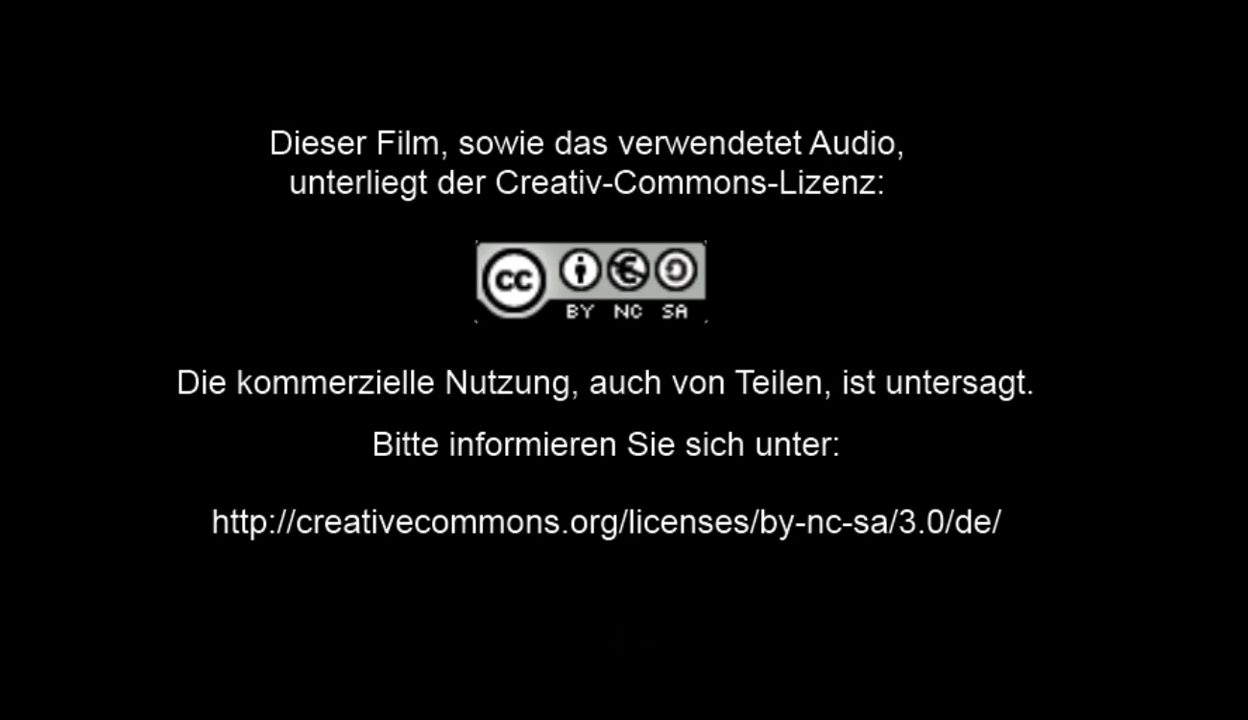 Dieser Film, sowie das verwendetet Audio,
unterliegt der Creativ-Commons-Lizenz:
cc
BY NC SA
Die kommerzielle Nutzung, auch von Teilen, ist untersagt.
Bitte informieren Sie sich unter:
http://creativecommons.org/licenses/by-nc-sa/3.0/de/